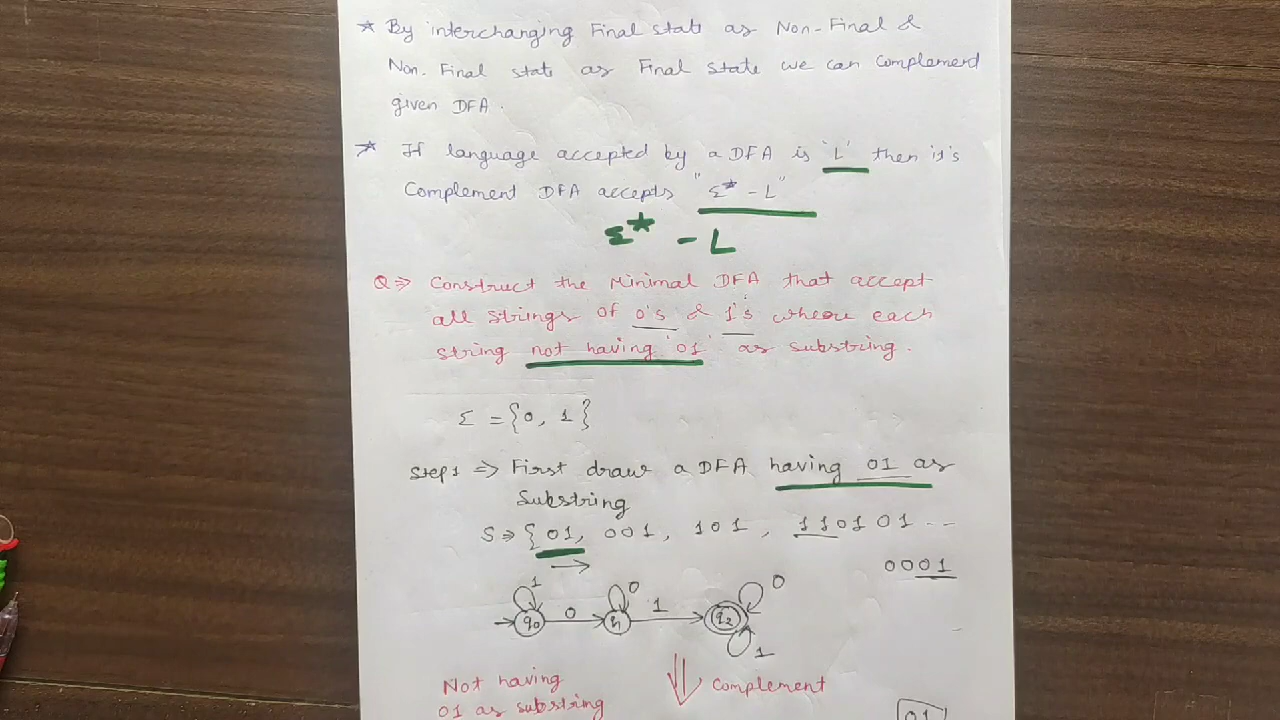 * By interchanging Final state as Non-Final &
Non-Final state as Final state we can Complement
given DFA.
* If language accepted by a DFA is 'L' then it's
Complement DFA accepts "Σ* - L"
Σ* - L
Q ⇒ Construct the Minimal DFA that accept
all strings of 0's & 1's where each
string not having '01' as substring.
Σ = {0, 1}
Step1 ⇒ First draw a DFA having 01 as
Substring
S ⇒ {01, 001, 101, 110101 --
0001
1 0 0
0 1
q0 q1 q2
1
Not having
01 as substring
Complement
01